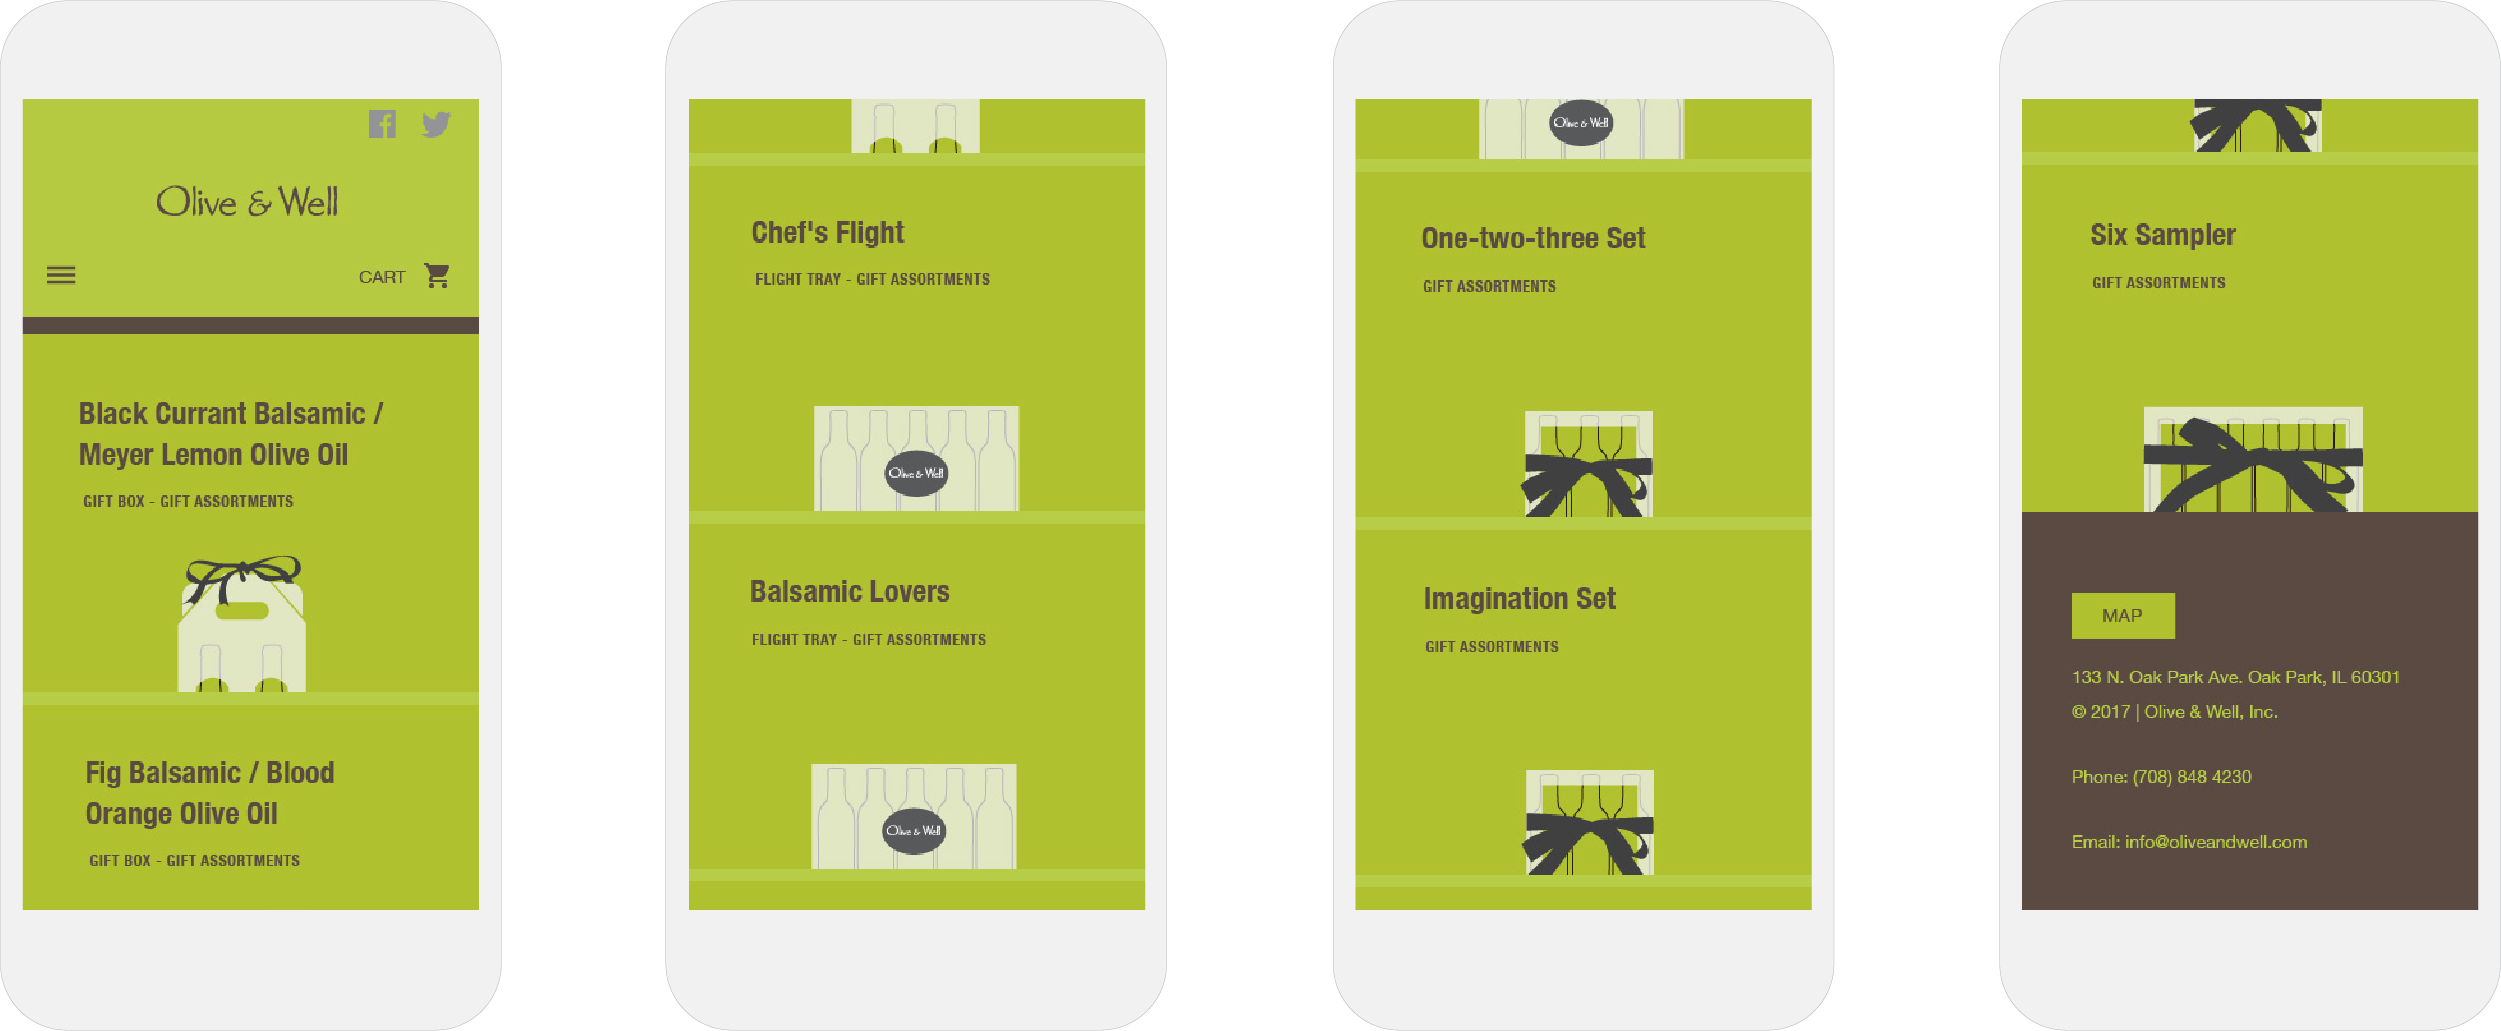 Olive & Well
CART
Black Currant Balsamic /
Meyer Lemon Olive Oil
GIFT BOX - GIFT ASSORTMENTS
Fig Balsamic / Blood
Orange Olive Oil
GIFT BOX - GIFT ASSORTMENTS
Chef's Flight
FLIGHT TRAY - GIFT ASSORTMENTS
Olive & Well
Balsamic Lovers
FLIGHT TRAY - GIFT ASSORTMENTS
Olive & Well
Olive & Well
One-two-three Set
GIFT ASSORTMENTS
Imagination Set
GIFT ASSORTMENTS
Six Sampler
GIFT ASSORTMENTS
MAP
133 N. Oak Park Ave. Oak Park, IL 60301
© 2017 | Olive & Well, Inc.
Phone: (708) 848 4230
Email: info@oliveandwell.com